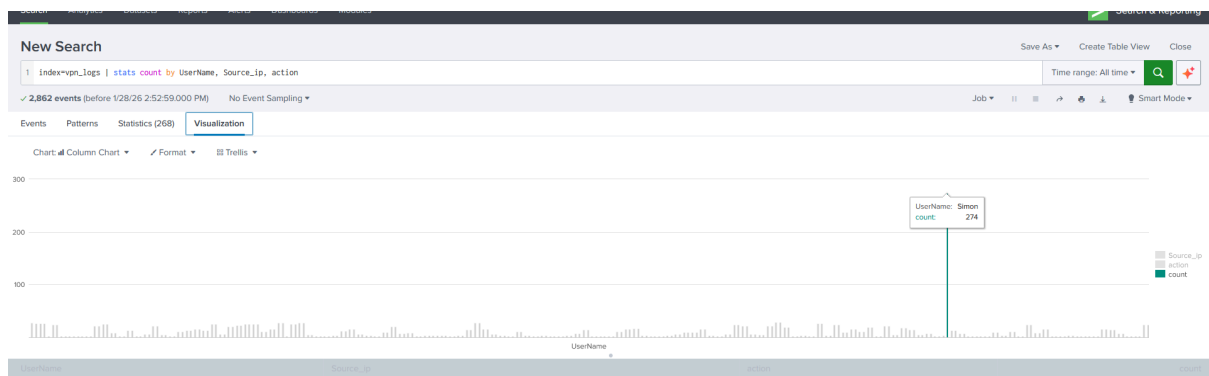 Search Analytics Datasets Reports Alerts Dashboards Modules Search & Reporting
New Search
Save As Create Table View Close
1 index=vpn_logs | stats count by UserName, Source_ip, action
Time range: All time
2,862 events (before 1/28/26 2:52:59.000 PM) No Event Sampling
Job Smart Mode
Events Patterns Statistics (268) Visualization
Chart: Column Chart Format Trellis
300
UserName: Simon
count: 274
200
Source_ip
action
count
100
UserName
UserName Source_ip action count